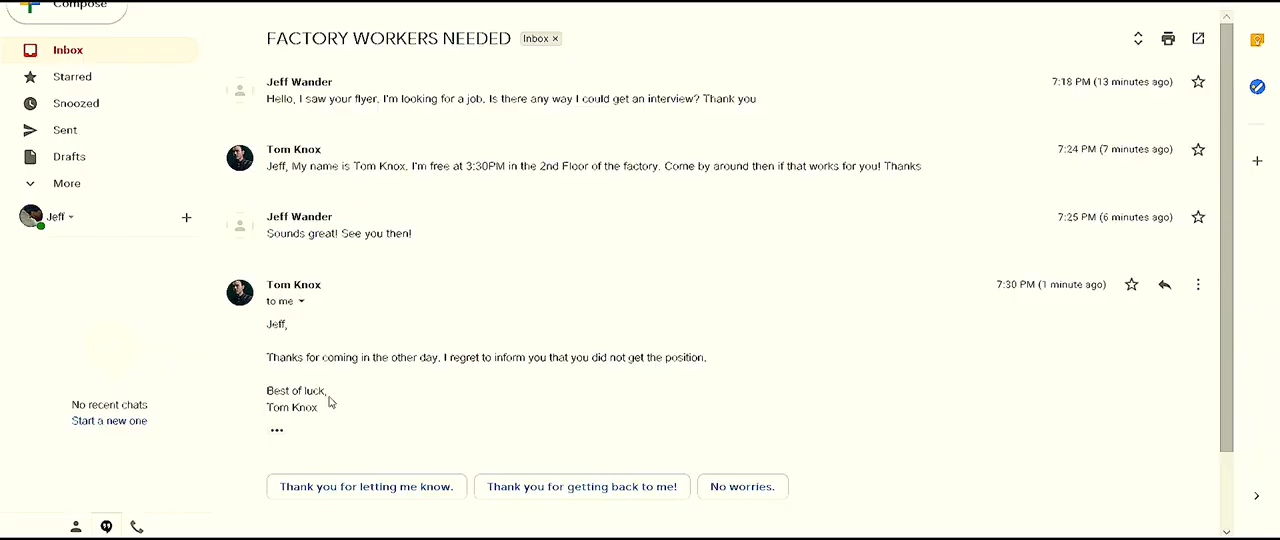 Compose
FACTORY WORKERS NEEDED Inbox ×
Inbox
Starred
Snoozed
Sent
Drafts
More
Jeff
Jeff Wander 7:18 PM (13 minutes ago)
Hello, I saw your flyer. I'm looking for a job. Is there any way I could get an interview? Thank you
Tom Knox 7:24 PM (7 minutes ago)
Jeff, My name is Tom Knox. I'm free at 3:30PM in the 2nd Floor of the factory. Come by around then if that works for you! Thanks
Jeff Wander 7:25 PM (6 minutes ago)
Sounds great! See you then!
Tom Knox 7:30 PM (1 minute ago)
to me
Jeff,
Thanks for coming in the other day. I regret to inform you that you did not get the position.
Best of luck,
Tom Knox
No recent chats
Start a new one
Thank you for letting me know. Thank you for getting back to me! No worries.